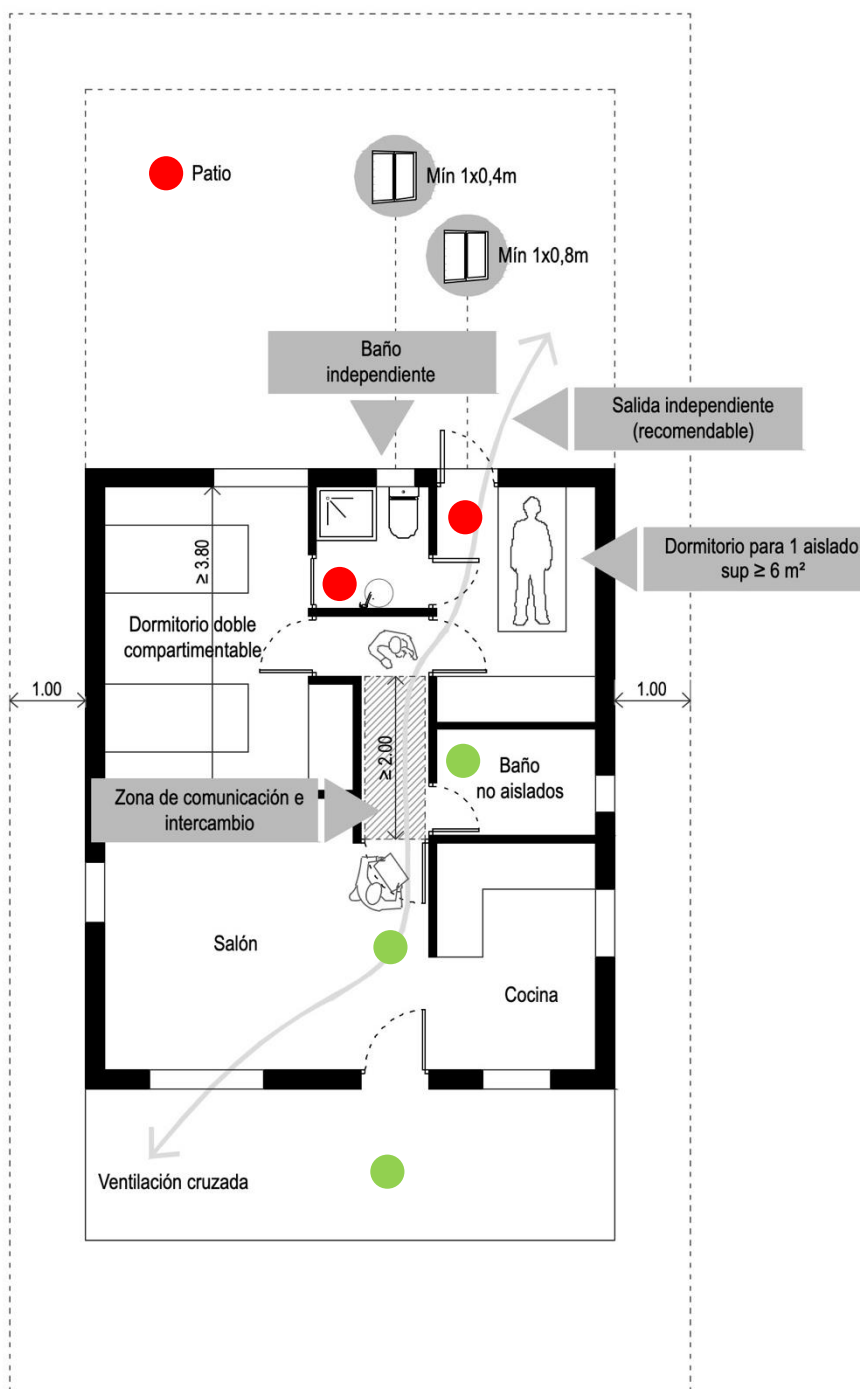 Patio
Mín 1x0,4m
Mín 1x0,8m
Baño
independiente
Salida independiente
(recomendable)
≥ 3.80
Dormitorio para 1 aislado
sup ≥ 6 m²
Dormitorio doble
compartimentable
1.00
1.00
≥ 2.00
Baño
no aislados
Zona de comunicación e
intercambio
Salón
Cocina
Ventilación cruzada